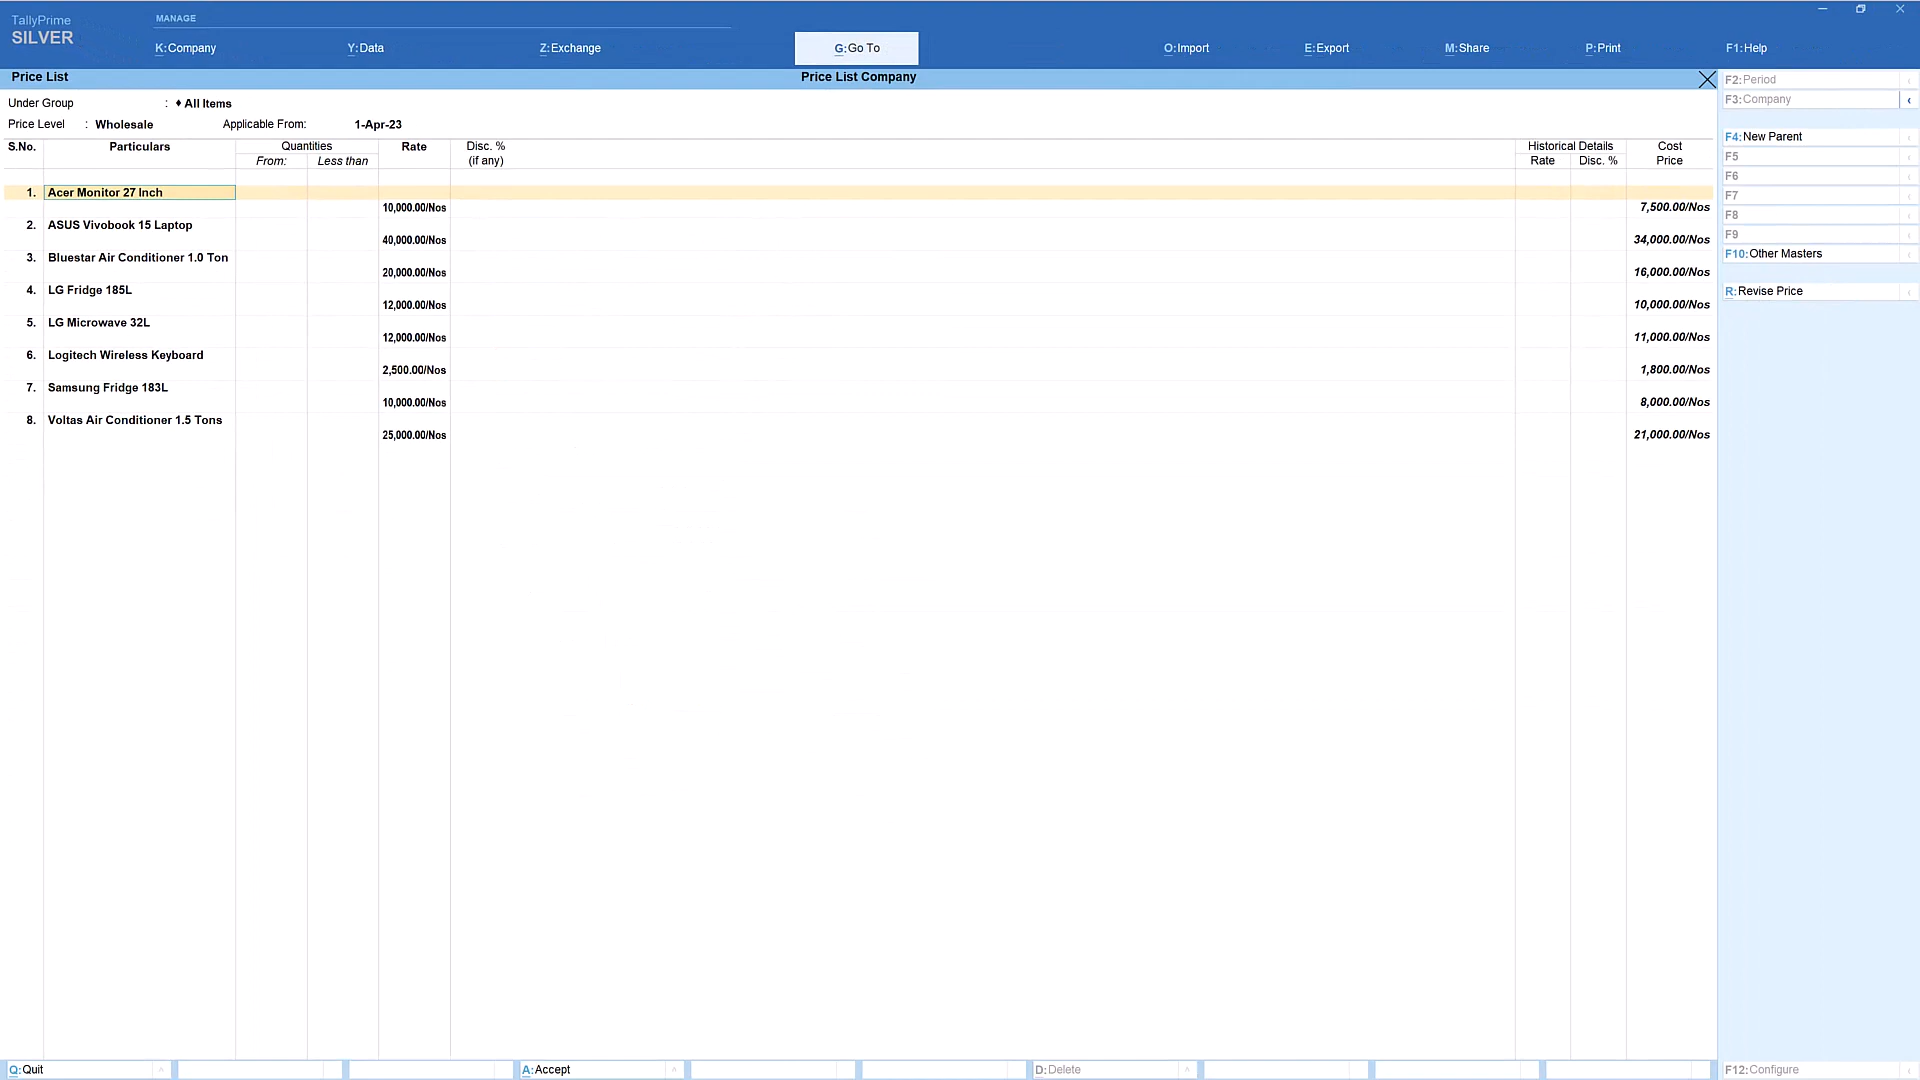 TallyPrime
SILVER
MANAGE
K:Company Y:Data Z:Exchange G:Go To O:Import E:Export M:Share P:Print F1:Help
Price List Price List Company
Under Group : ♦ All Items
Price Level : Wholesale Applicable From: 1-Apr-23
S.No. Particulars Quantities Rate Disc. % Historical Details Cost
From: Less than (if any) Rate Disc. % Price
1. Acer Monitor 27 Inch
10,000.00/Nos 7,500.00/Nos
2. ASUS Vivobook 15 Laptop
40,000.00/Nos 34,000.00/Nos
3. Bluestar Air Conditioner 1.0 Ton
20,000.00/Nos 16,000.00/Nos
4. LG Fridge 185L
12,000.00/Nos 10,000.00/Nos
5. LG Microwave 32L
12,000.00/Nos 11,000.00/Nos
6. Logitech Wireless Keyboard
2,500.00/Nos 1,800.00/Nos
7. Samsung Fridge 183L
10,000.00/Nos 8,000.00/Nos
8. Voltas Air Conditioner 1.5 Tons
25,000.00/Nos 21,000.00/Nos
F2:Period
F3:Company
F4:New Parent
F5
F6
F7
F8
F9
F10:Other Masters
R:Revise Price
Q:Quit A:Accept D:Delete F12:Configure